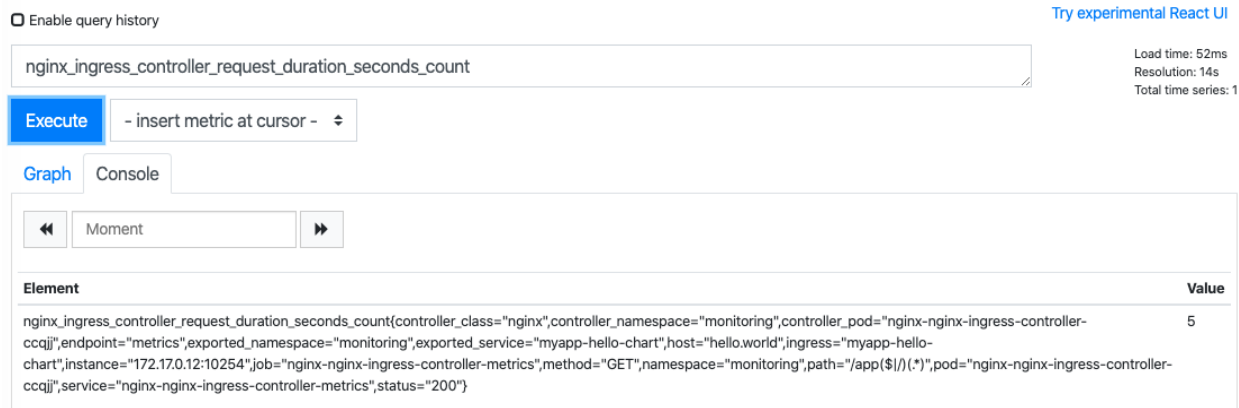 Enable query history
Try experimental React UI
nginx_ingress_controller_request_duration_seconds_count
Load time: 52ms
Resolution: 14s
Total time series: 1
Execute
- insert metric at cursor -
Graph
Console
Moment
Element
Value
nginx_ingress_controller_request_duration_seconds_count{controller_class="nginx",controller_namespace="monitoring",controller_pod="nginx-nginx-ingress-controller-
5
ccqjj",endpoint="metrics",exported_namespace="monitoring",exported_service="myapp-hello-chart",host="hello.world",ingress="myapp-hello-
chart",instance="172.17.0.12:10254",job="nginx-nginx-ingress-controller-metrics",method="GET",namespace="monitoring",path="/app($|/)(.*)",pod="nginx-nginx-ingress-controller-
ccqjj",service="nginx-nginx-ingress-controller-metrics",status="200"}